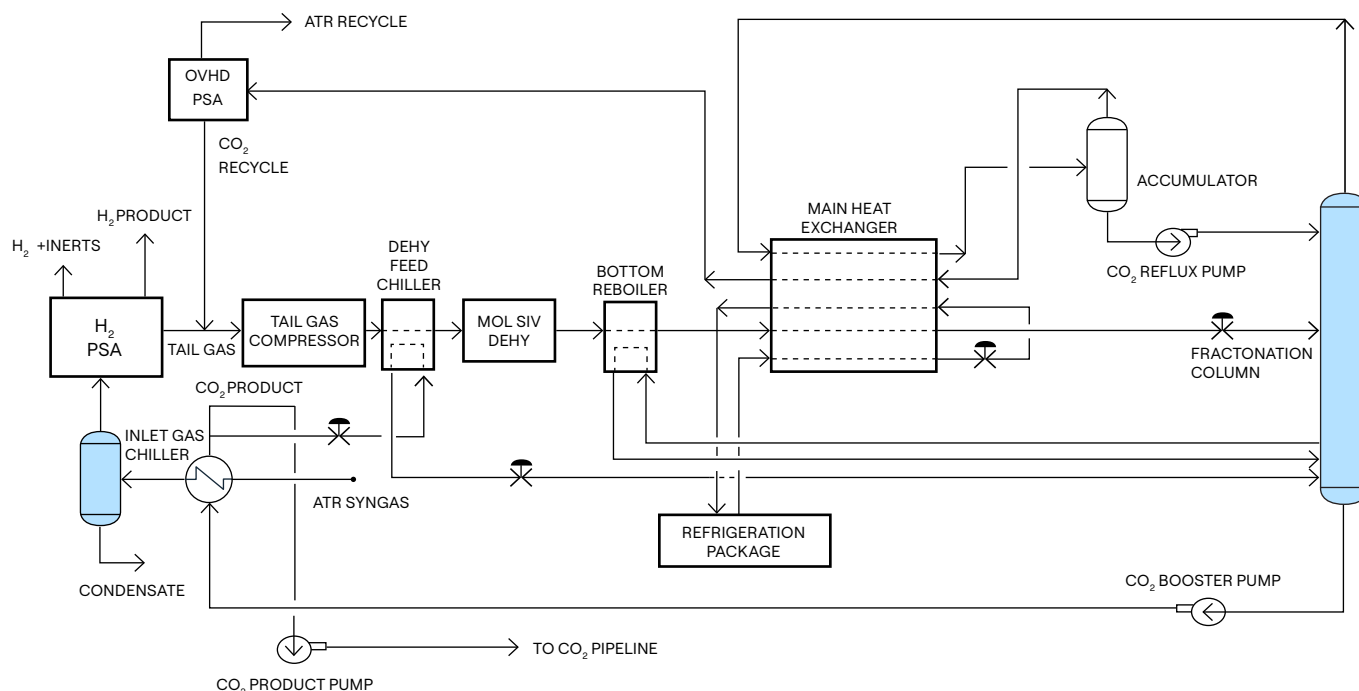 ATR RECYCLE
OVHD
PSA
CO₂
RECYCLE
ACCUMULATOR
H₂ PRODUCT
H₂ +INERTS
MAIN HEAT
EXCHANGER
DEHY
FEED
CHILLER
BOTTOM
REBOILER
CO₂ REFLUX PUMP
H₂
PSA
TAIL GAS
TAIL GAS
COMPRESSOR
MOL SIV
DEHY
FRACTONATION
COLUMN
CO₂ PRODUCT
INLET GAS
CHILLER
ATR SYNGAS
REFRIGERATION
PACKAGE
CONDENSATE
CO₂ BOOSTER PUMP
TO CO₂ PIPELINE
CO₂ PRODUCT PUMP